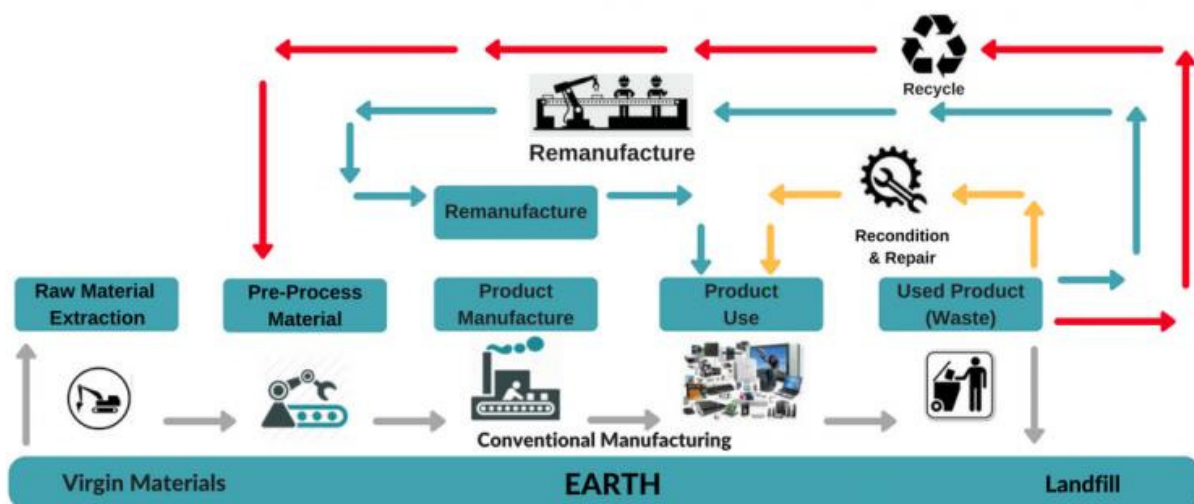 Recycle
Remanufacture
Remanufacture
Recondition
& Repair
Raw Material
Extraction
Pre-Process
Material
Product
Manufacture
Product
Use
Used Product
(Waste)
Conventional Manufacturing
Virgin Materials
EARTH
Landfill